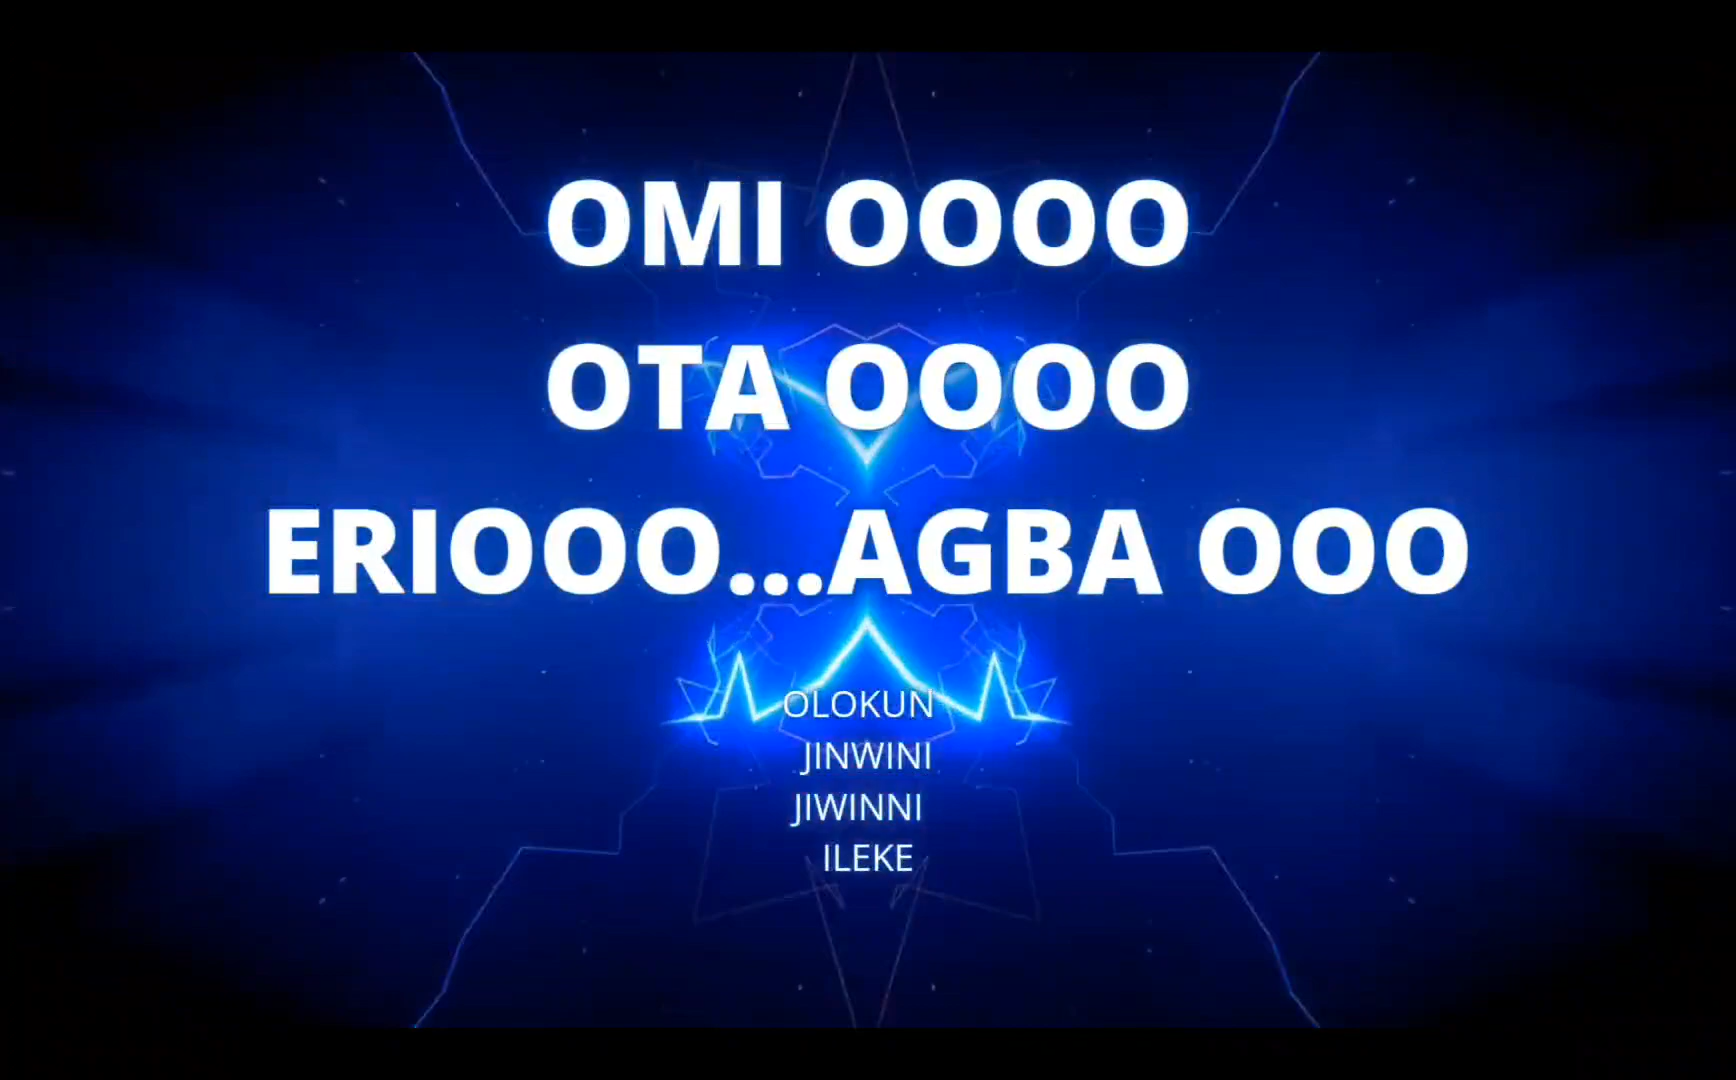 OMI OOOO
OTA OOOO
ERIOOO...AGBA OOO
OLOKUN
JINWINI
JIWINNI
ILEKE